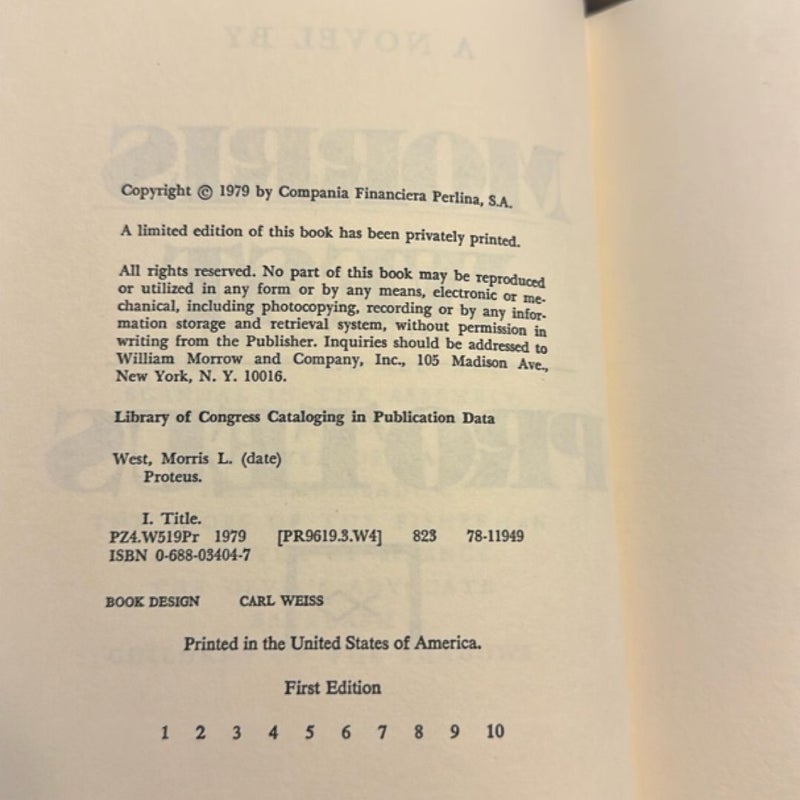 A NOVEL BY
MORRIS
Copyright © 1979 by Compania Financiera Perlina, S.A.
A limited edition of this book has been privately printed.
All rights reserved. No part of this book may be reproduced
or utilized in any form or by any means, electronic or me-
chanical, including photocopying, recording or by any infor-
mation storage and retrieval system, without permission in
writing from the Publisher. Inquiries should be addressed to
William Morrow and Company, Inc., 105 Madison Ave.,
New York, N. Y. 10016.
Library of Congress Cataloging in Publication Data
West, Morris L. (date)
Proteus.
I. Title.
PZ4.W519Pr 1979 [PR9619.3.W4] 823 78-11949
ISBN 0-688-03404-7
BOOK DESIGN CARL WEISS
Printed in the United States of America.
First Edition
1 2 3 4 5 6 7 8 9 10